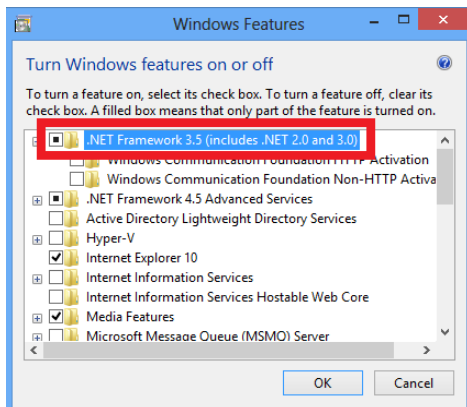 Windows Features
Turn Windows features on or off
To turn a feature on, select its check box. To turn a feature off, clear its
check box. A filled box means that only part of the feature is turned on.
.NET Framework 3.5 (includes .NET 2.0 and 3.0)
Windows Communication Foundation HTTP Activation
Windows Communication Foundation Non-HTTP Activa
.NET Framework 4.5 Advanced Services
Active Directory Lightweight Directory Services
Hyper-V
Internet Explorer 10
Internet Information Services
Internet Information Services Hostable Web Core
Media Features
Microsoft Message Queue (MSMQ) Server
OK Cancel